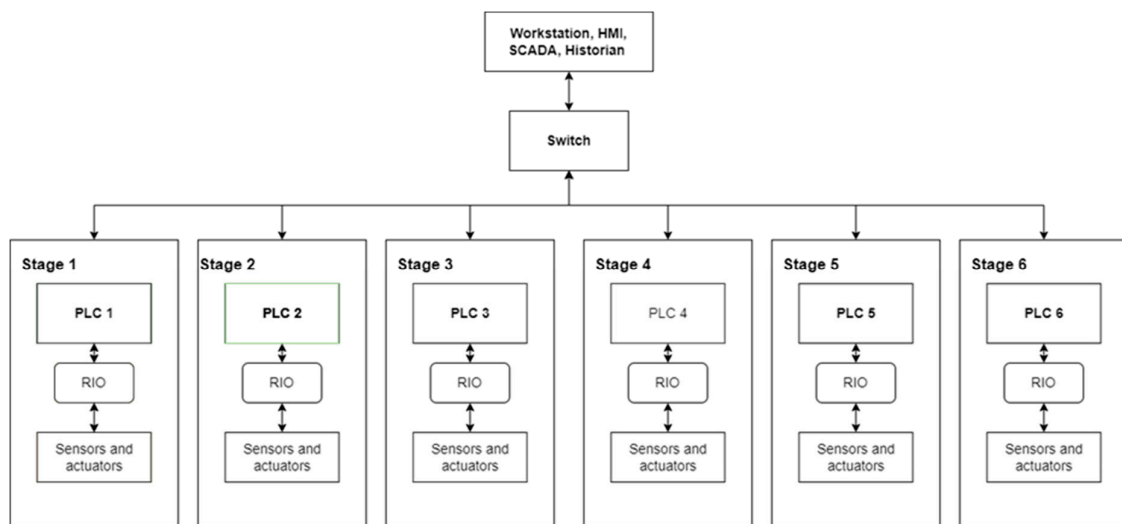 Workstation, HMI,
SCADA, Historian
Switch
Stage 1
PLC 1
RIO
Sensors and
actuators
Stage 2
PLC 2
RIO
Sensors and
actuators
Stage 3
PLC 3
RIO
Sensors and
actuators
Stage 4
PLC 4
RIO
Sensors and
actuators
Stage 5
PLC 5
RIO
Sensors and
actuators
Stage 6
PLC 6
RIO
Sensors and
actuators